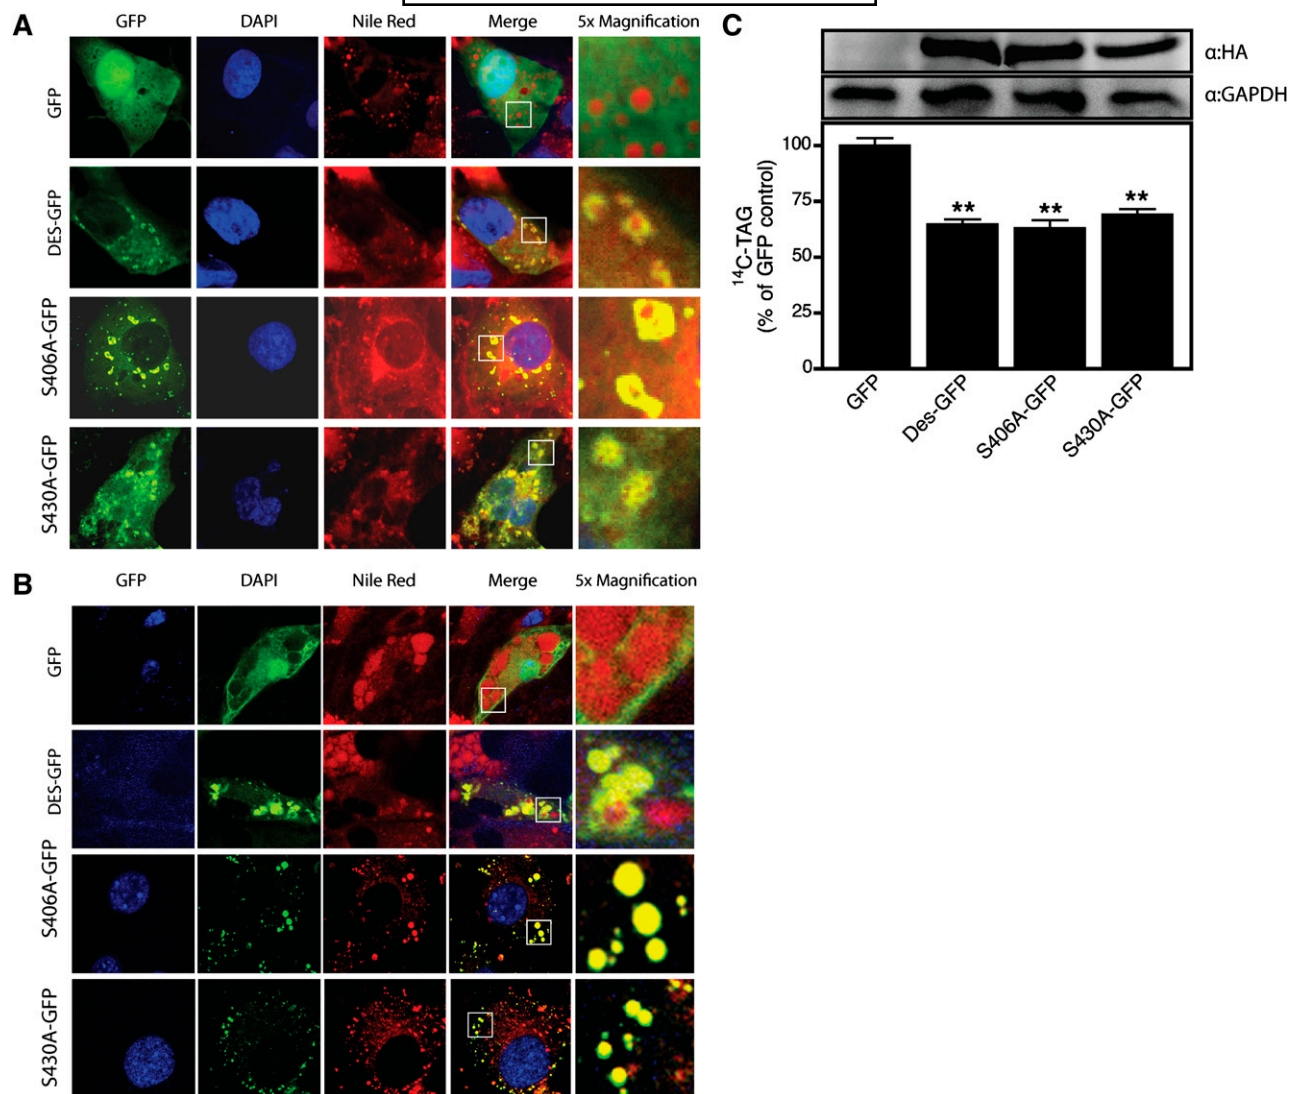 A
GFP DAPI Nile Red Merge 5x Magnification
GFP
DES-GFP
S406A-GFP
S430A-GFP
B
GFP DAPI Nile Red Merge 5x Magnification
GFP
DES-GFP
S406A-GFP
S430A-GFP
C
α:HA
α:GAPDH
¹⁴C-TAG
(% of GFP control)
100
75
50
25
0
** ** **
GFP Des-GFP S406A-GFP S430A-GFP